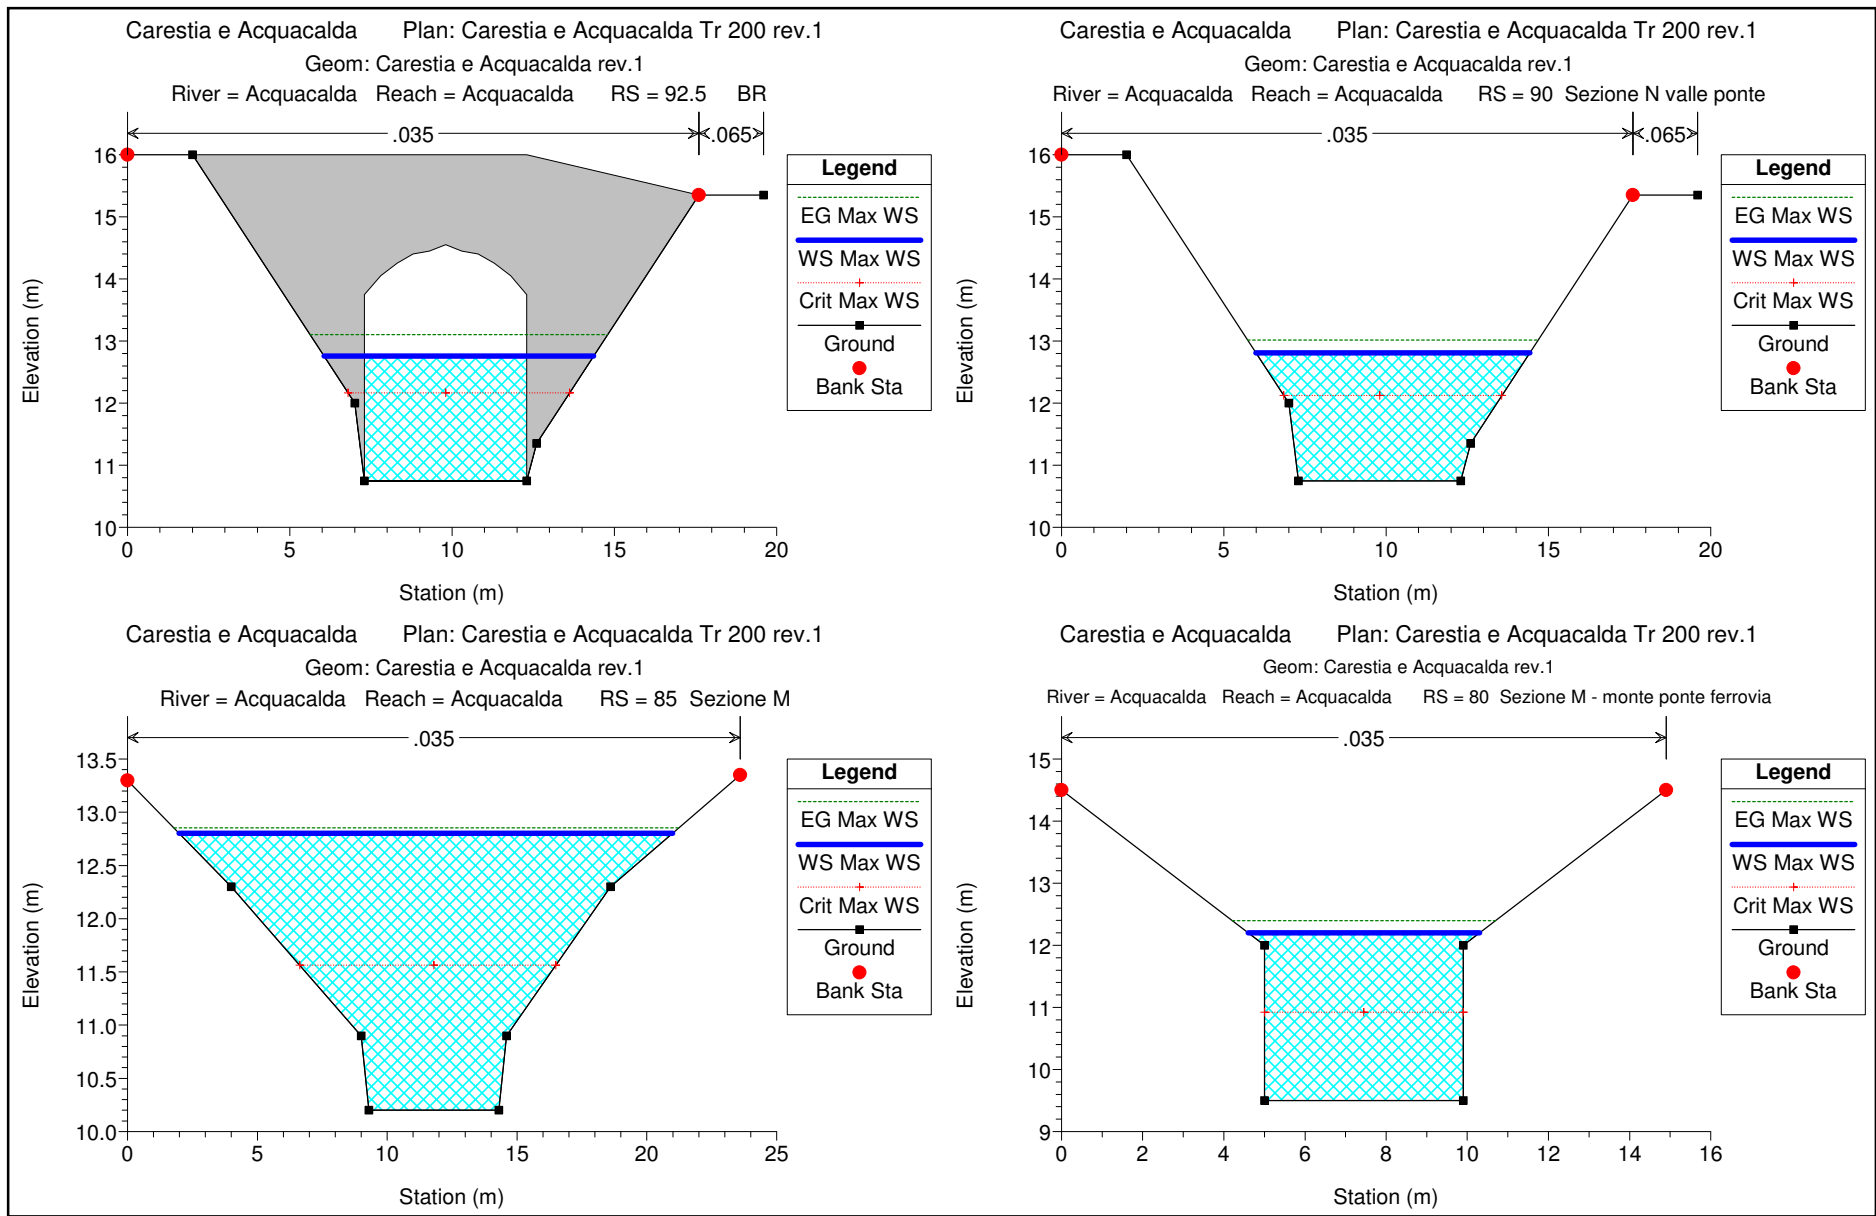 Carestia e Acquacalda Plan: Carestia e Acquacalda Tr 200 rev.1
Geom: Carestia e Acquacalda rev.1
River = Acquacalda Reach = Acquacalda RS = 92.5 BR
.035 .065
16
15
14
13
12
11
10
Elevation (m)
0 5 10 15 20
Station (m)
Legend
EG Max WS
WS Max WS
Crit Max WS
Ground
Bank Sta
Carestia e Acquacalda Plan: Carestia e Acquacalda Tr 200 rev.1
Geom: Carestia e Acquacalda rev.1
River = Acquacalda Reach = Acquacalda RS = 90 Sezione N valle ponte
.035 .065
16
15
14
13
12
11
10
Elevation (m)
0 5 10 15 20
Station (m)
Legend
EG Max WS
WS Max WS
Crit Max WS
Ground
Bank Sta
Carestia e Acquacalda Plan: Carestia e Acquacalda Tr 200 rev.1
Geom: Carestia e Acquacalda rev.1
River = Acquacalda Reach = Acquacalda RS = 85 Sezione M
.035
13.5
13.0
12.5
12.0
11.5
11.0
10.5
10.0
Elevation (m)
0 5 10 15 20 25
Station (m)
Legend
EG Max WS
WS Max WS
Crit Max WS
Ground
Bank Sta
Carestia e Acquacalda Plan: Carestia e Acquacalda Tr 200 rev.1
Geom: Carestia e Acquacalda rev.1
River = Acquacalda Reach = Acquacalda RS = 80 Sezione M - monte ponte ferrovia
.035
15
14
13
12
11
10
9
Elevation (m)
0 2 4 6 8 10 12 14 16
Station (m)
Legend
EG Max WS
WS Max WS
Crit Max WS
Ground
Bank Sta